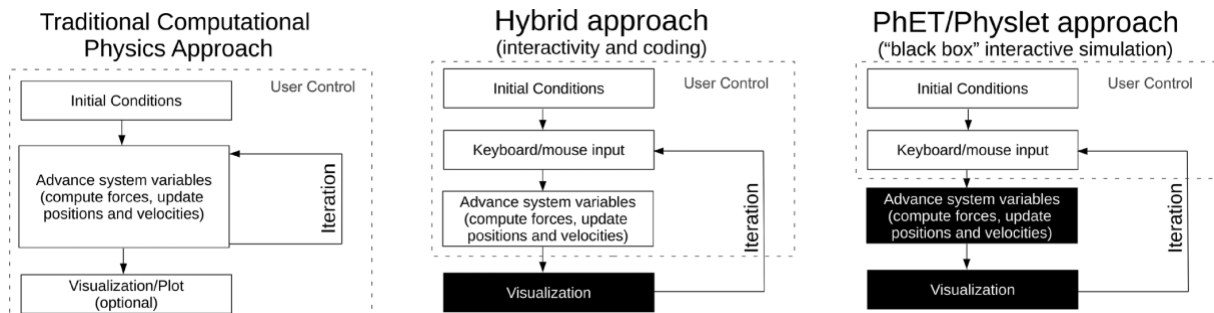 Traditional Computational
Physics Approach
User Control
Initial Conditions
Advance system variables
(compute forces, update
positions and velocities)
Iteration
Visualization/Plot
(optional)
Hybrid approach
(interactivity and coding)
User Control
Initial Conditions
Keyboard/mouse input
Advance system variables
(compute forces, update
positions and velocities)
Iteration
Visualization
PhET/Physlet approach
(“black box” interactive simulation)
User Control
Initial Conditions
Keyboard/mouse input
Advance system variables
(compute forces, update
positions and velocities)
Iteration
Visualization